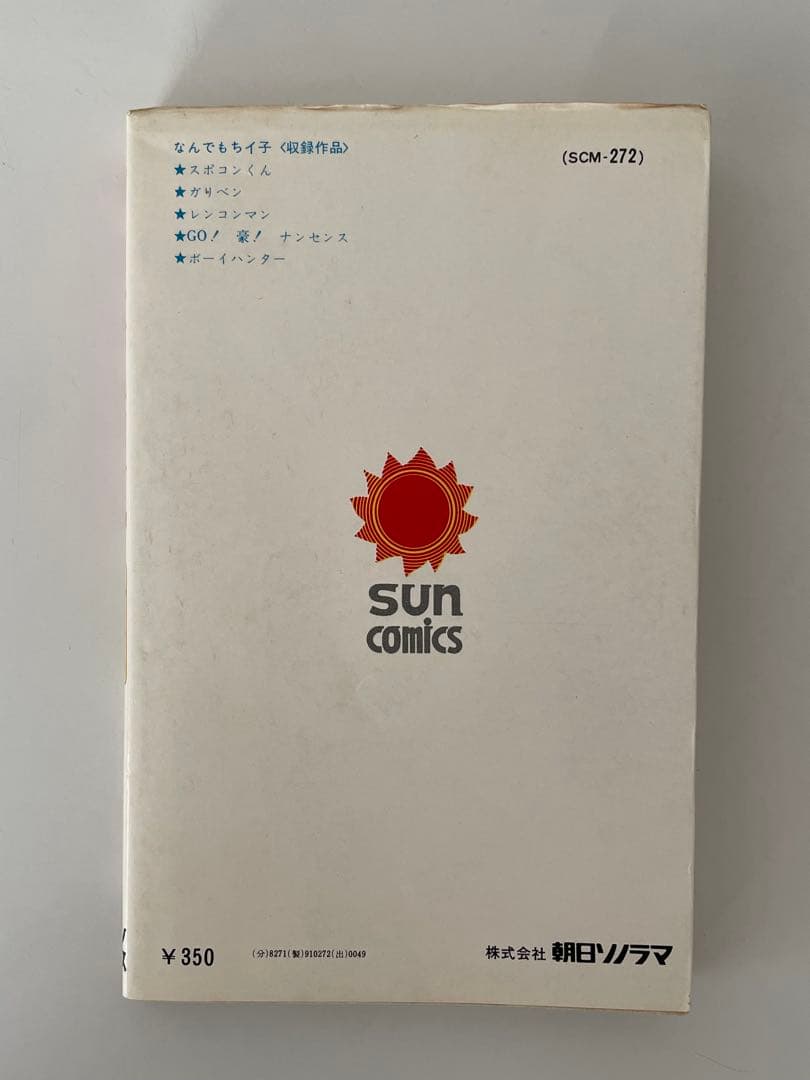 なんでもちイ子〈収録作品〉
(SCM-272)
★スポコンくん
★がりベン
★レンコンマン
★GO! 豪! ナンセンス
★ボーイハンター
sun
comics
¥350
(分)8271(製)910272(出)0049
株式会社 朝日ソノラマ